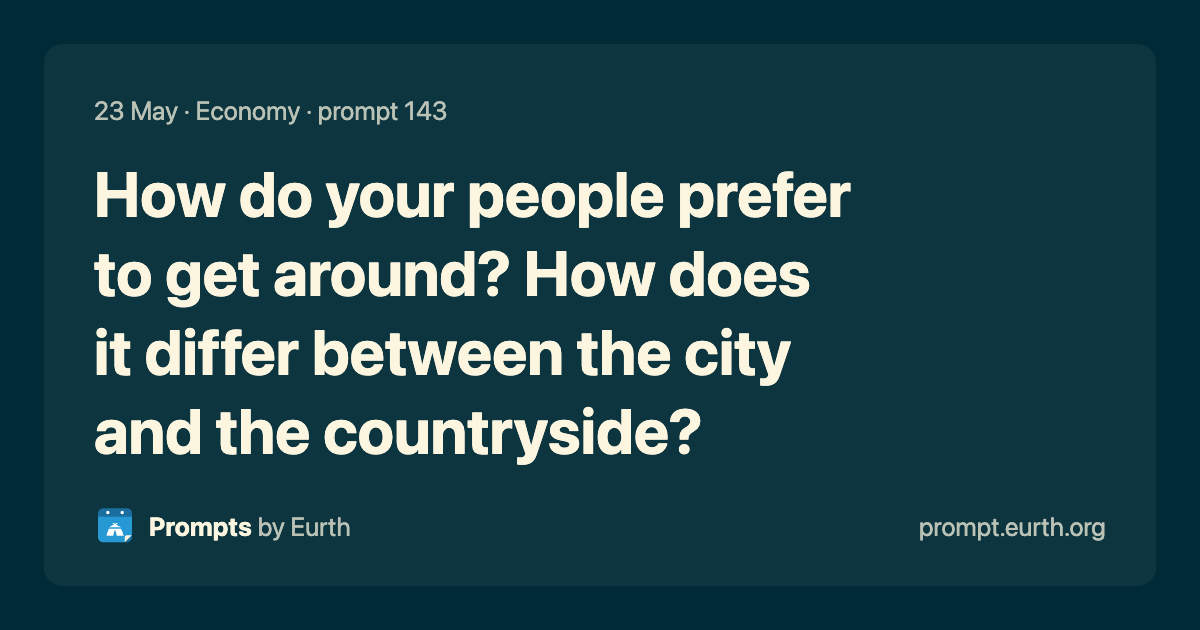 23 May · Economy · prompt 143
How do your people prefer
to get around? How does
it differ between the city
and the countryside?
Prompts by Eurth
prompt.eurth.org